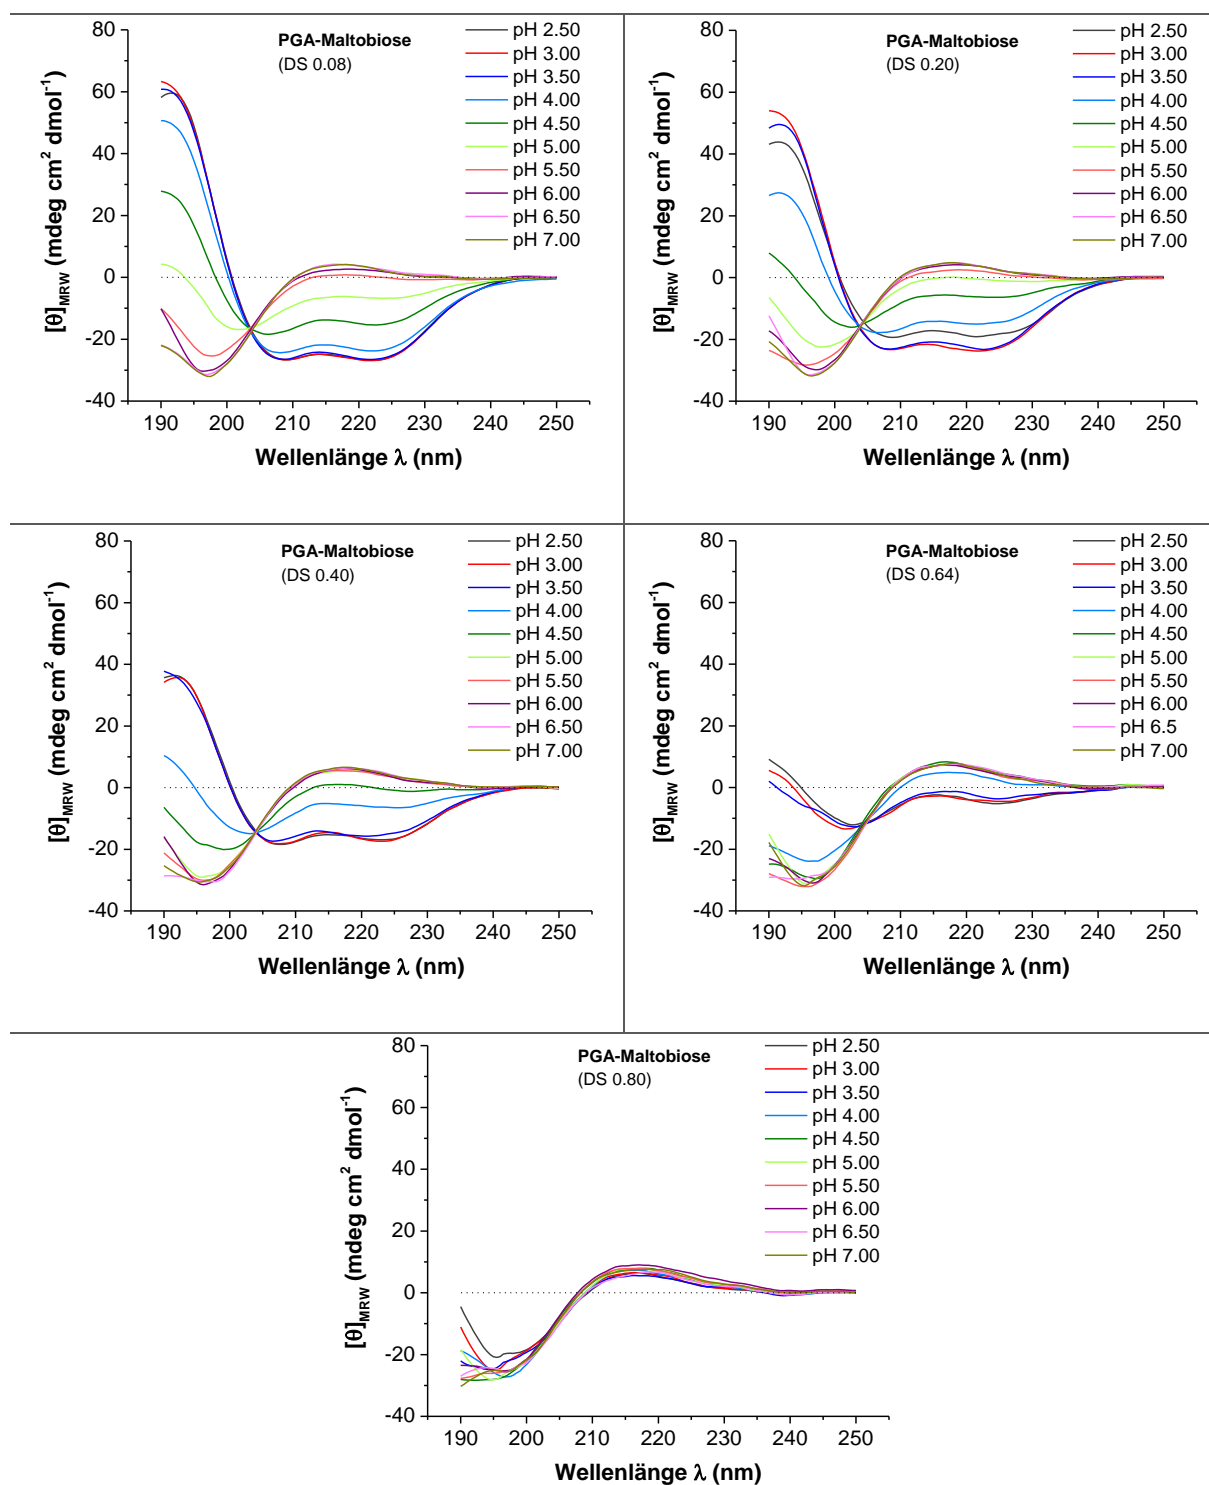 80
60
40
20
0
-20
-40
[θ]MRW (mdeg cm² dmol⁻¹)
PGA-Maltobiose
(DS 0.08)
pH 2.50
pH 3.00
pH 3.50
pH 4.00
pH 4.50
pH 5.00
pH 5.50
pH 6.00
pH 6.50
pH 7.00
190 200 210 220 230 240 250
Wellenlänge λ (nm)
80
60
40
20
0
-20
-40
[θ]MRW (mdeg cm² dmol⁻¹)
PGA-Maltobiose
(DS 0.20)
pH 2.50
pH 3.00
pH 3.50
pH 4.00
pH 4.50
pH 5.00
pH 5.50
pH 6.00
pH 6.50
pH 7.00
190 200 210 220 230 240 250
Wellenlänge λ (nm)
80
60
40
20
0
-20
-40
[θ]MRW (mdeg cm² dmol⁻¹)
PGA-Maltobiose
(DS 0.40)
pH 2.50
pH 3.00
pH 3.50
pH 4.00
pH 4.50
pH 5.00
pH 5.50
pH 6.00
pH 6.50
pH 7.00
190 200 210 220 230 240 250
Wellenlänge λ (nm)
80
60
40
20
0
-20
-40
[θ]MRW (mdeg cm² dmol⁻¹)
PGA-Maltobiose
(DS 0.64)
pH 2.50
pH 3.00
pH 3.50
pH 4.00
pH 4.50
pH 5.00
pH 5.50
pH 6.00
pH 6.5
pH 7.00
190 200 210 220 230 240 250
Wellenlänge λ (nm)
80
60
40
20
0
-20
-40
[θ]MRW (mdeg cm² dmol⁻¹)
PGA-Maltobiose
(DS 0.80)
pH 2.50
pH 3.00
pH 3.50
pH 4.00
pH 4.50
pH 5.00
pH 5.50
pH 6.00
pH 6.50
pH 7.00
190 200 210 220 230 240 250
Wellenlänge λ (nm)